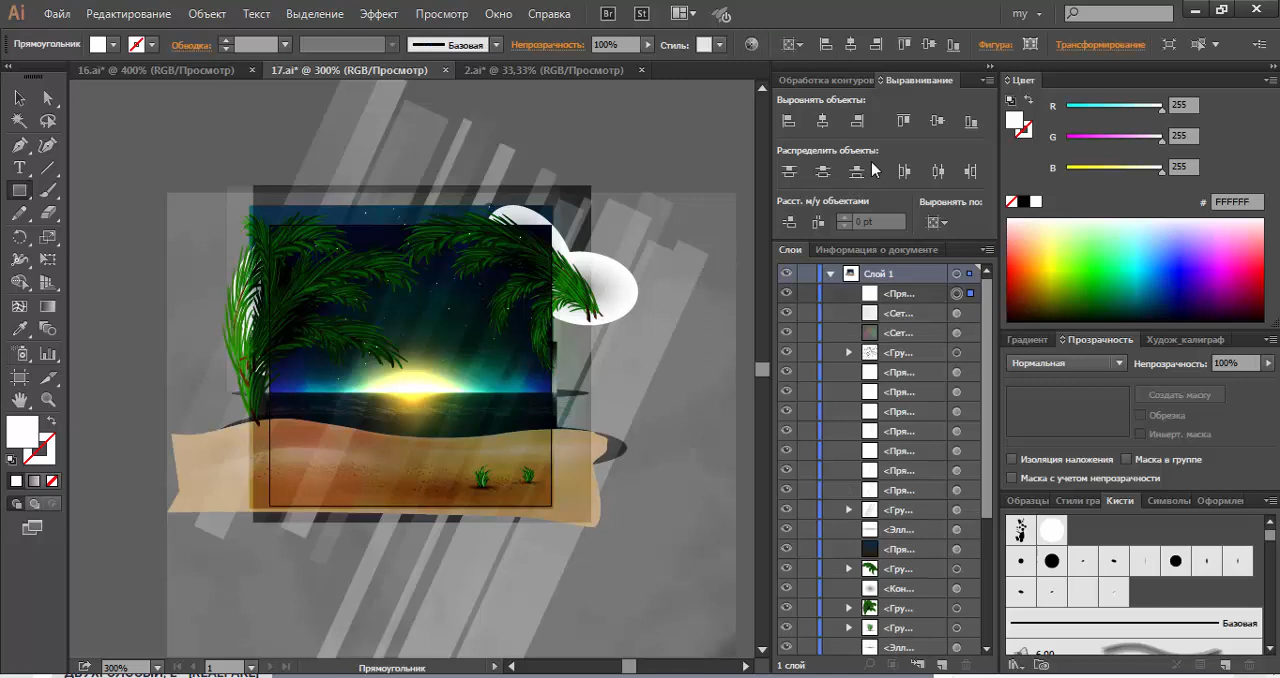 Ai Файл Редактирование Объект Текст Выделение Эффект Просмотр Окно Справка Br St my
Прямоугольник Обводка: Базовая Непрозрачность: 100% Стиль: Фигура: Трансформирование
16.ai* @ 400% (RGB/Просмотр) × 17.ai* @ 300% (RGB/Просмотр) × 2.ai* @ 33,33% (RGB/Просмотр) ×
Обработка контуров Выравнивание
Выровнять объекты:
Распределить объекты:
Расст. м/у объектами Выровнять по:
0 pt
Слои Информация о документе
Слой 1
<Пря...
<Сет...
<Сет...
<Гру...
<Пря...
<Пря...
<Пря...
<Пря...
<Пря...
<Пря...
<Пря...
<Гру...
<Элл...
<Пря...
<Гру...
<Кон...
<Гру...
<Гру...
<Элл...
1 слой
Цвет
R 255
G 255
B 255
# FFFFFF
Градиент Прозрачность Худож_калиграф
Нормальная Непрозрачность: 100%
Создать маску
Обрезка
Инверт. маска
Изоляция наложения Маска в группе
Маска с учетом непрозрачности
Образцы Стили гра Кисти Символы Оформле
Базовая
6.00
300% 1 Прямоугольник